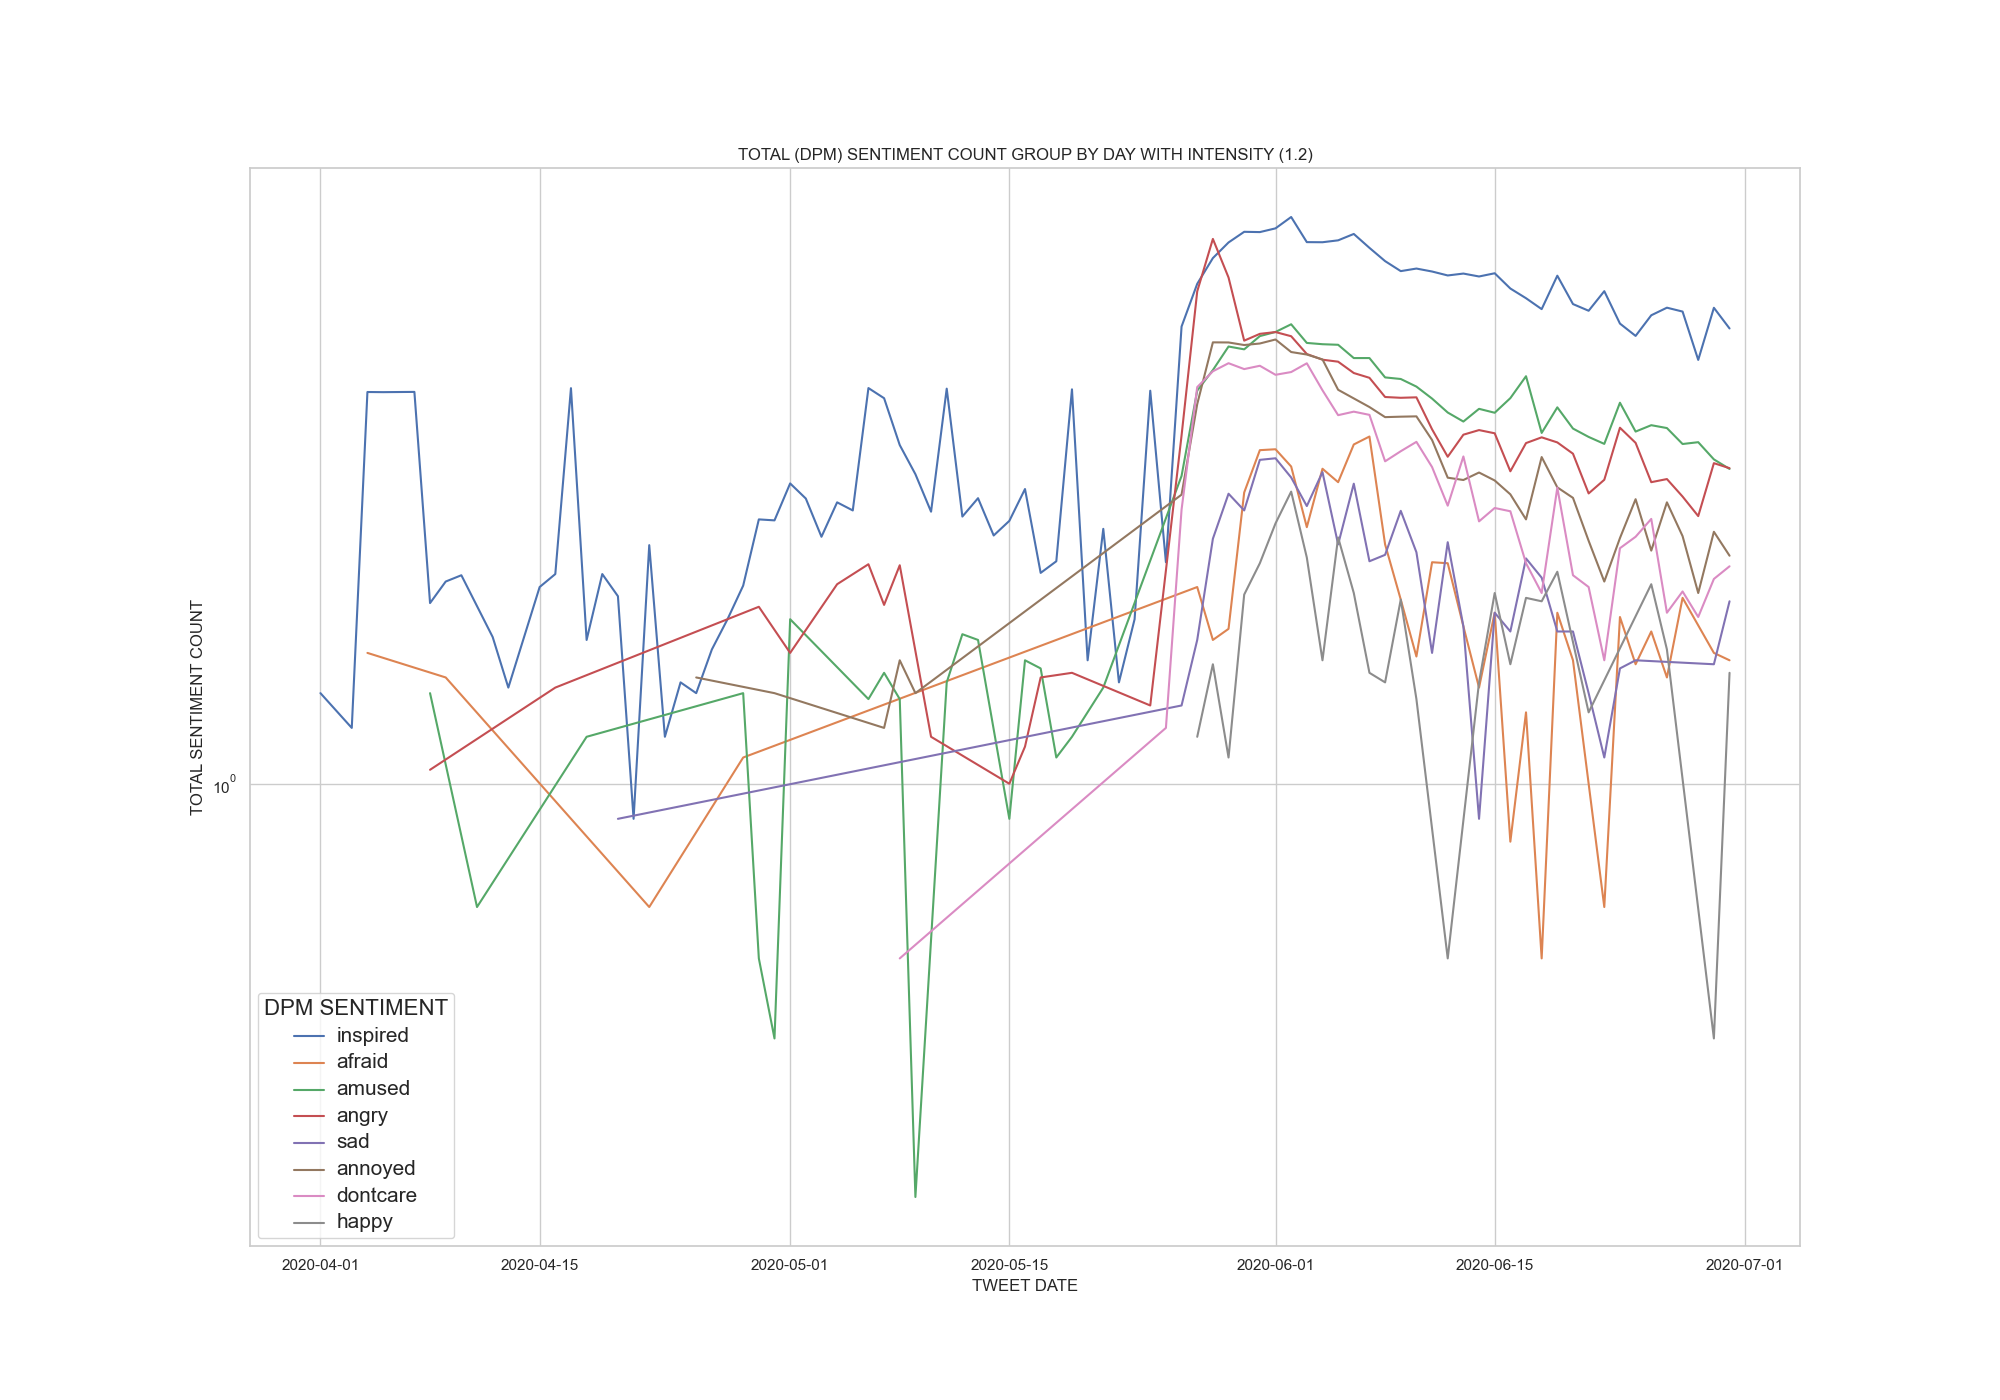 TOTAL (DPM) SENTIMENT COUNT GROUP BY DAY WITH INTENSITY (1.2)
TOTAL SENTIMENT COUNT
10⁰
DPM SENTIMENT
inspired
afraid
amused
angry
sad
annoyed
dontcare
happy
2020-04-01 2020-04-15 2020-05-01 2020-05-15 2020-06-01 2020-06-15 2020-07-01
TWEET DATE